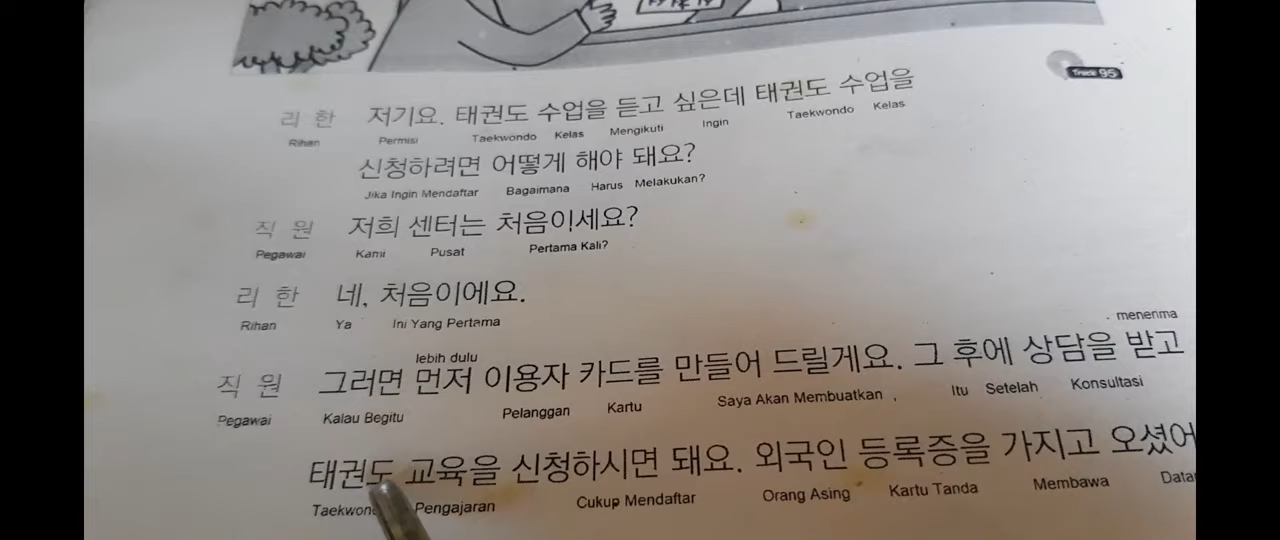 Track 95
리 한 저기요. 태권도 수업을 듣고 싶은데 태권도 수업을
Rihan Permisi Taekwondo Kelas Mengikuti Ingin Taekwondo Kelas
신청하려면 어떻게 해야 돼요?
Jika Ingin Mendaftar Bagaimana Harus Melakukan?
직 원 저희 센터는 처음이세요?
Pegawai Kami Pusat Pertama Kali?
리 한 네, 처음이에요.
Rihan Ya Ini Yang Pertama
lebih dulu menerima
직 원 그러면 먼저 이용자 카드를 만들어 드릴게요. 그 후에 상담을 받고
Pegawai Kalau Begitu Pelanggan Kartu Saya Akan Membuatkan , Itu Setelah Konsultasi
태권도 교육을 신청하시면 돼요. 외국인 등록증을 가지고 오셨어
Pengajaran Cukup Mendaftar Orang Asing Kartu Tanda Membawa